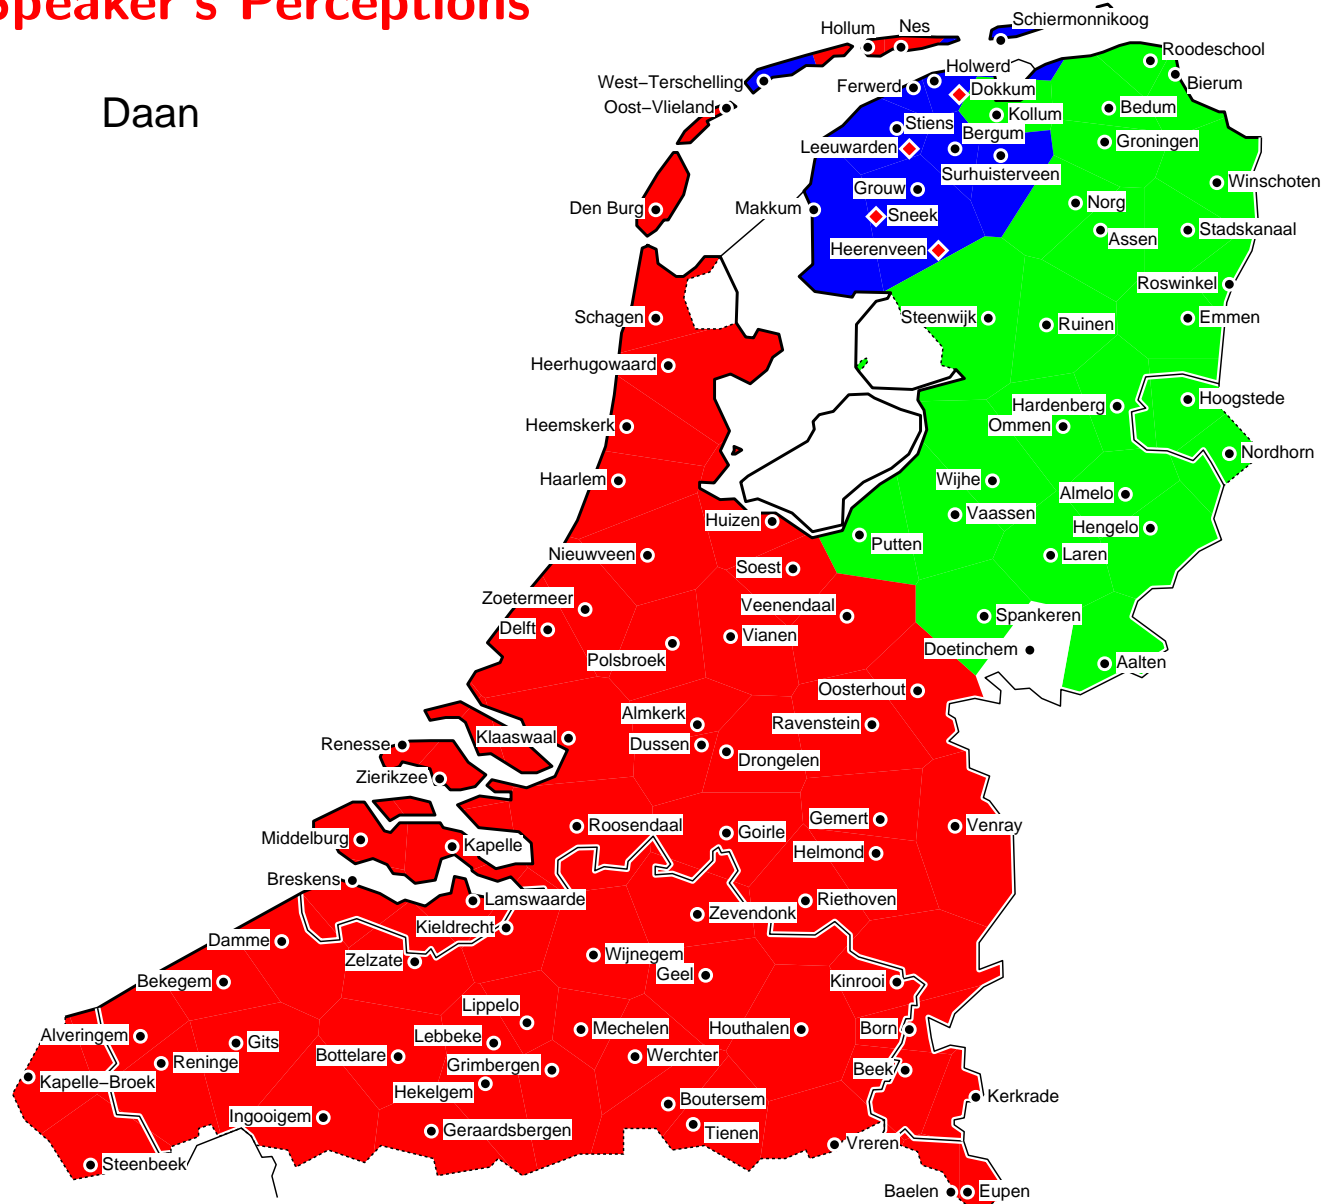 Speaker's Perceptions
Daan
Schiermonnikoog
Hollum
Nes
Roodeschool
Holwerd
West-Terschelling
Ferwerd
Dokkum
Bierum
Oost-Vlieland
Kollum
Bedum
Stiens
Bergum
Leeuwarden
Groningen
Surhuisterveen
Grouw
Winschoten
Den Burg
Makkum
Sneek
Norg
Assen
Stadskanaal
Heerenveen
Roswinkel
Schagen
Steenwijk
Ruinen
Emmen
Heerhugowaard
Hoogstede
Hardenberg
Heemskerk
Ommen
Nordhorn
Haarlem
Wijhe
Almelo
Huizen
Vaassen
Hengelo
Putten
Nieuwveen
Laren
Soest
Zoetermeer
Veenendaal
Spankeren
Delft
Vianen
Doetinchem
Polsbroek
Aalten
Oosterhout
Almkerk
Ravenstein
Renesse
Klaaswaal
Dussen
Drongelen
Zierikzee
Gemert
Roosendaal
Goirle
Venray
Middelburg
Kapelle
Helmond
Breskens
Lamswaarde
Riethoven
Zevendonk
Kieldrecht
Damme
Zelzate
Wijnegem
Geel
Bekegem
Kinrooi
Lippelo
Alveringem
Gits
Lebbeke
Mechelen
Houthalen
Born
Bottelare
Werchter
Reninge
Grimbergen
Beek
Kapelle-Broek
Hekelgem
Kerkrade
Boutersem
Ingooigem
Geraardsbergen
Tienen
Vreren
Steenbeek
Baelen
Eupen